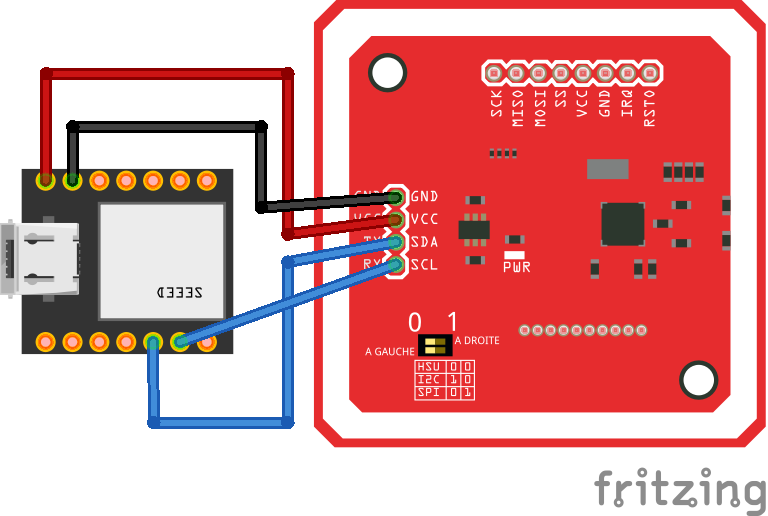 SCK
MISO
MOSI
SS
VCC
GND
IRQ
RSTO
GND GND
VCC VCC
TX SDA
RX SCL
PWR
SEEED
0 1
A GAUCHE
A DROITE
HSU 0 0
I2C 1 0
SPI 0 1
fritzing